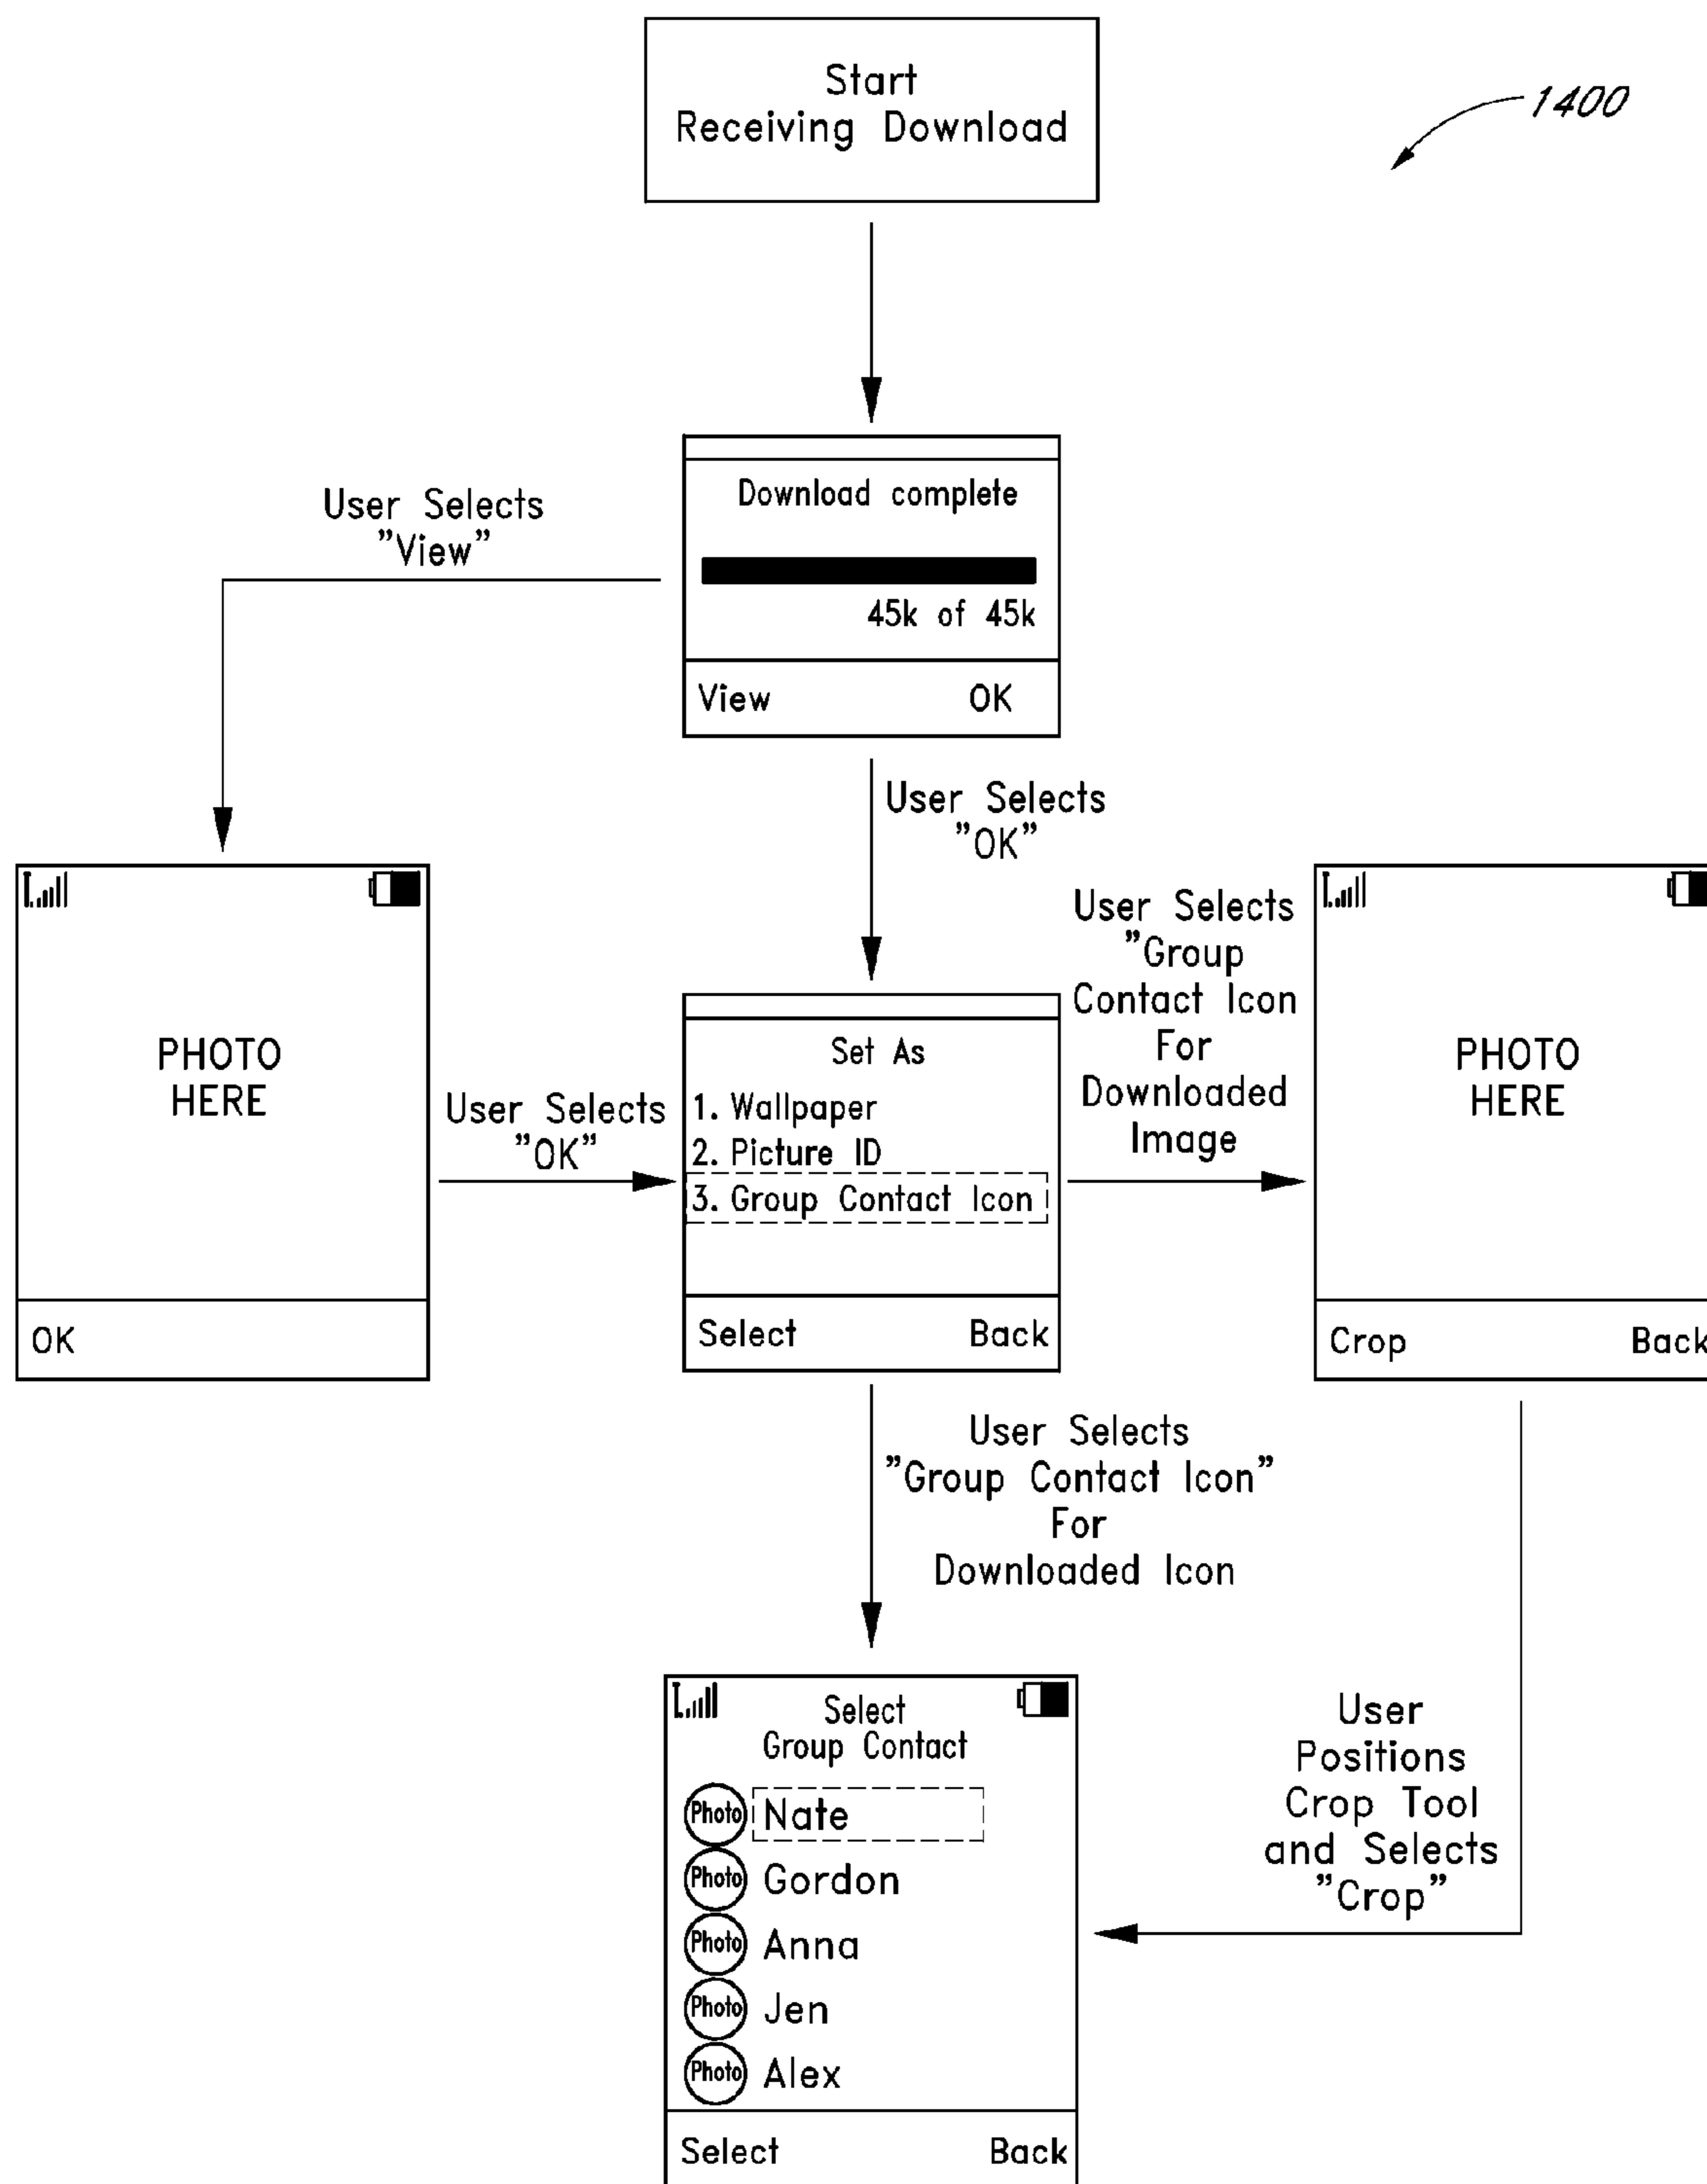 Start
Receiving Download
1400
User Selects
"View"
Download complete
45k of 45k
View OK
User Selects
"OK"
PHOTO
HERE
OK
User Selects
"OK"
Set As
1. Wallpaper
2. Picture ID
3. Group Contact Icon
Select Back
User Selects
"Group
Contact Icon
For
Downloaded
Image
PHOTO
HERE
Crop Back
User Selects
"Group Contact Icon"
For
Downloaded Icon
Select
Group Contact
Photo Nate
Photo Gordon
Photo Anna
Photo Jen
Photo Alex
Select Back
User
Positions
Crop Tool
and Selects
"Crop"